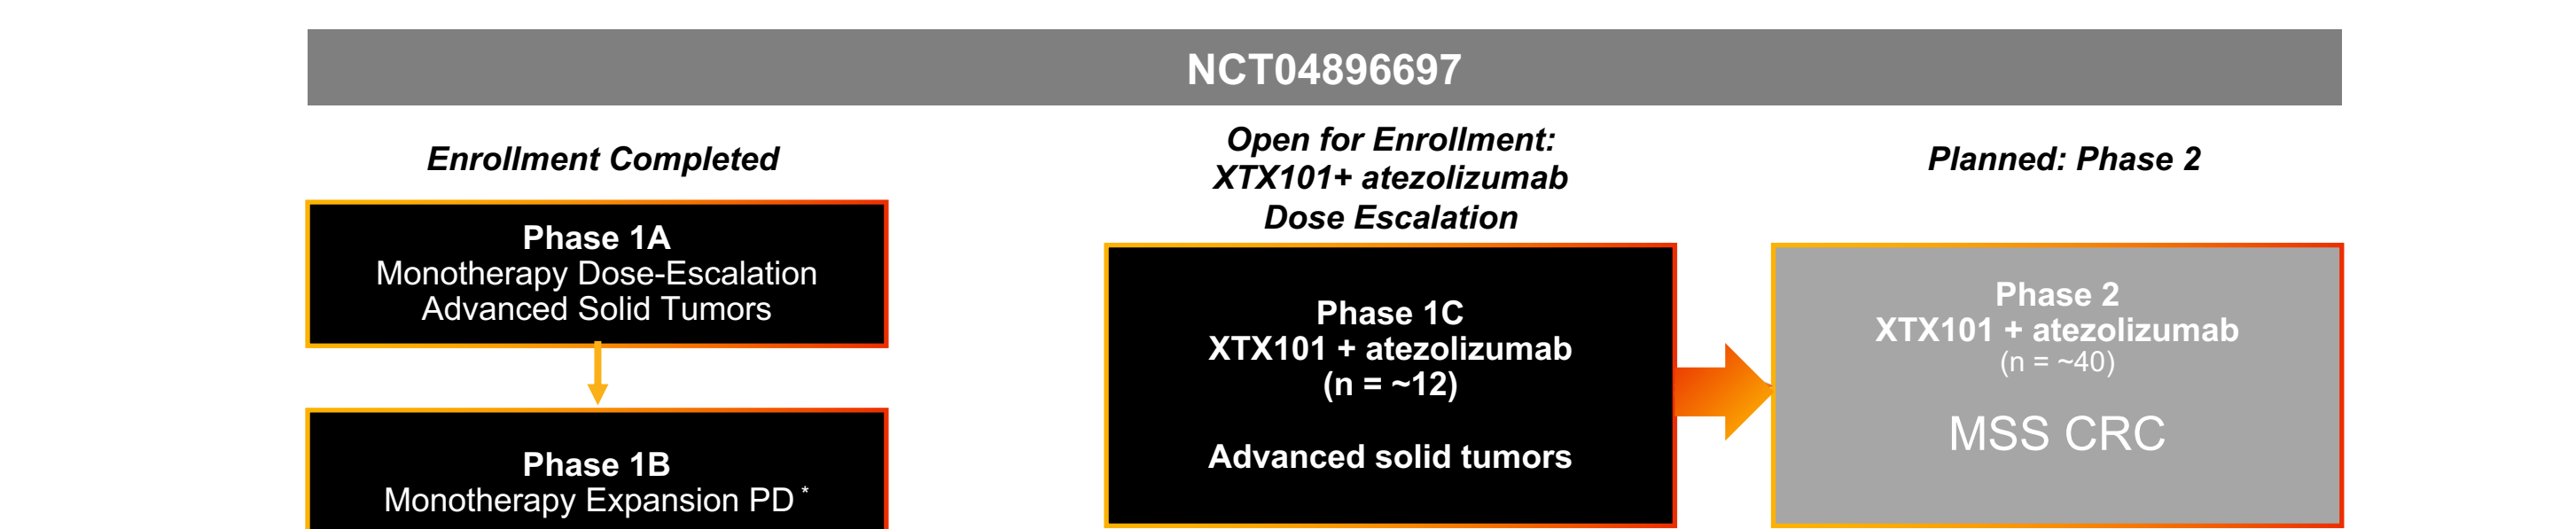 NCT04896697
Enrollment Completed
Phase 1A
Monotherapy Dose-Escalation
Advanced Solid Tumors
Phase 1B
Monotherapy Expansion PD *
Open for Enrollment:
XTX101+ atezolizumab
Dose Escalation
Phase 1C
XTX101 + atezolizumab
(n = ~12)
Advanced solid tumors
Planned: Phase 2
Phase 2
XTX101 + atezolizumab
(n = ~40)
MSS CRC